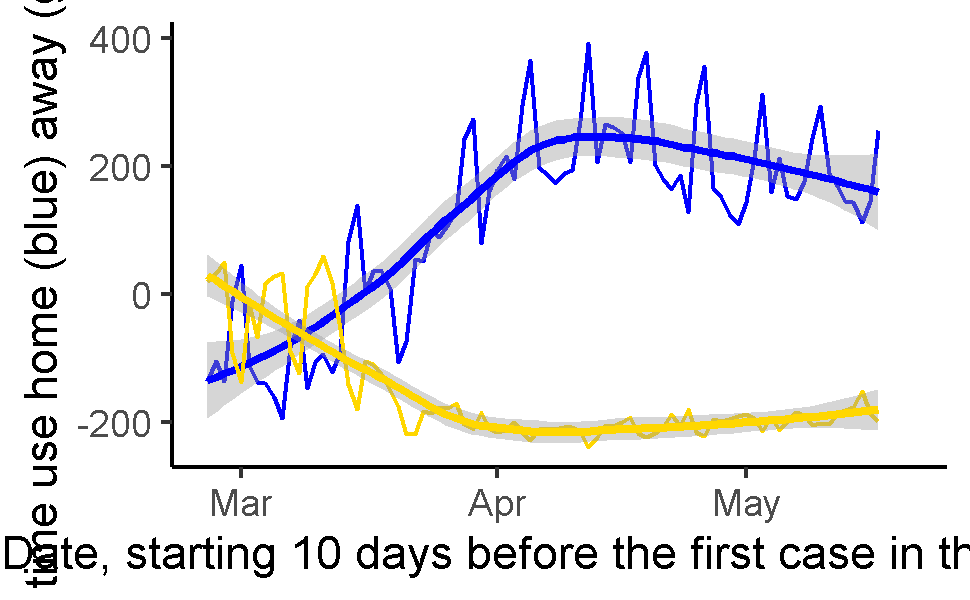 time use home (blue) away (
400
200
0
-200
Mar Apr May
Date, starting 10 days before the first case in th